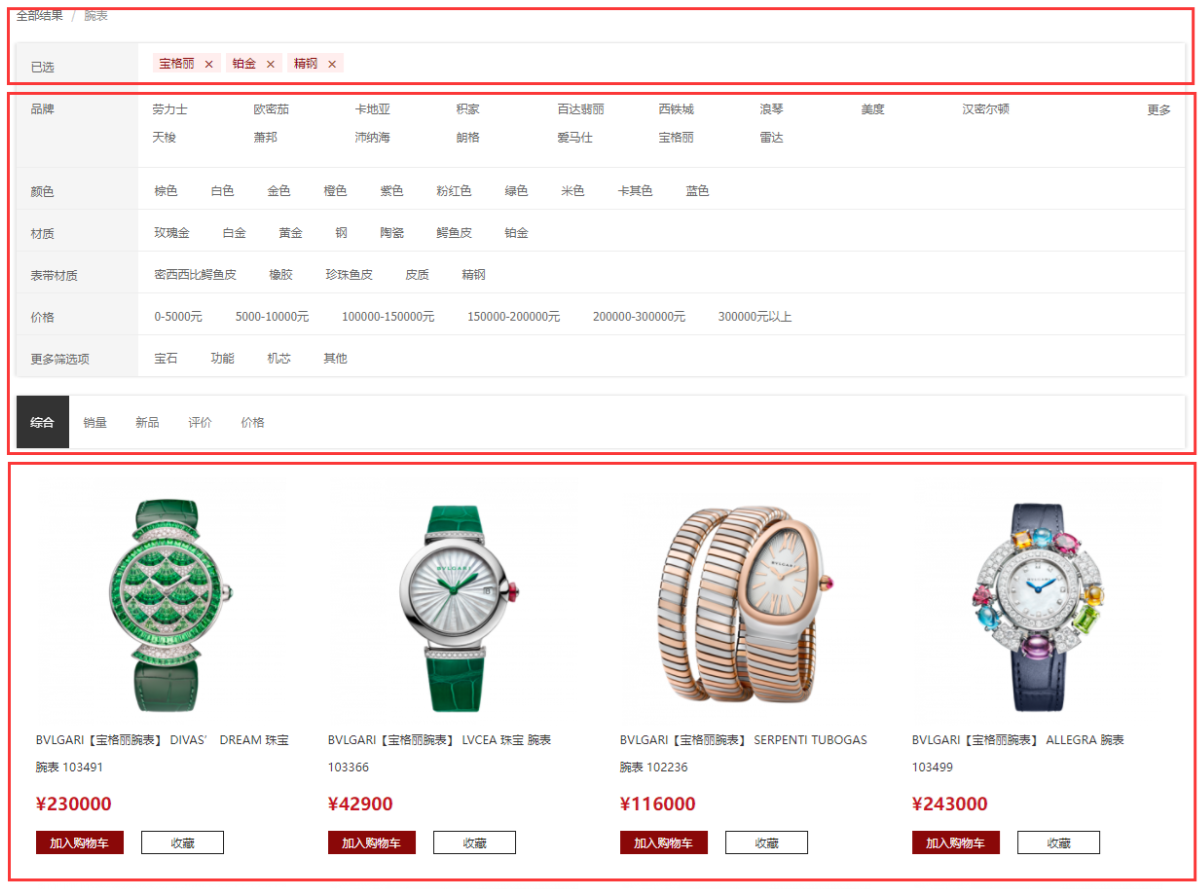 全部结果 / 腕表
已选 宝格丽 × 铂金 × 精钢 ×
品牌 劳力士 欧密茄 卡地亚 积家 百达翡丽 西铁城 浪琴 美度 汉密尔顿 更多
天梭 萧邦 沛纳海 朗格 爱马仕 宝格丽 雷达
颜色 棕色 白色 金色 橙色 紫色 粉红色 绿色 米色 卡其色 蓝色
材质 玫瑰金 白金 黄金 钢 陶瓷 鳄鱼皮 铂金
表带材质 密西西比鳄鱼皮 橡胶 珍珠鱼皮 皮质 精钢
价格 0-5000元 5000-10000元 100000-150000元 150000-200000元 200000-300000元 300000元以上
更多筛选项 宝石 功能 机芯 其他
综合 销量 新品 评价 价格
BVLGARI【宝格丽腕表】 DIVAS’ DREAM 珠宝
腕表 103491
¥230000
加入购物车 收藏
BVLGARI【宝格丽腕表】 LVCEA 珠宝 腕表
103366
¥42900
加入购物车 收藏
BVLGARI【宝格丽腕表】 SERPENTI TUBOGAS
腕表 102236
¥116000
加入购物车 收藏
BVLGARI【宝格丽腕表】 ALLEGRA 腕表
103499
¥243000
加入购物车 收藏